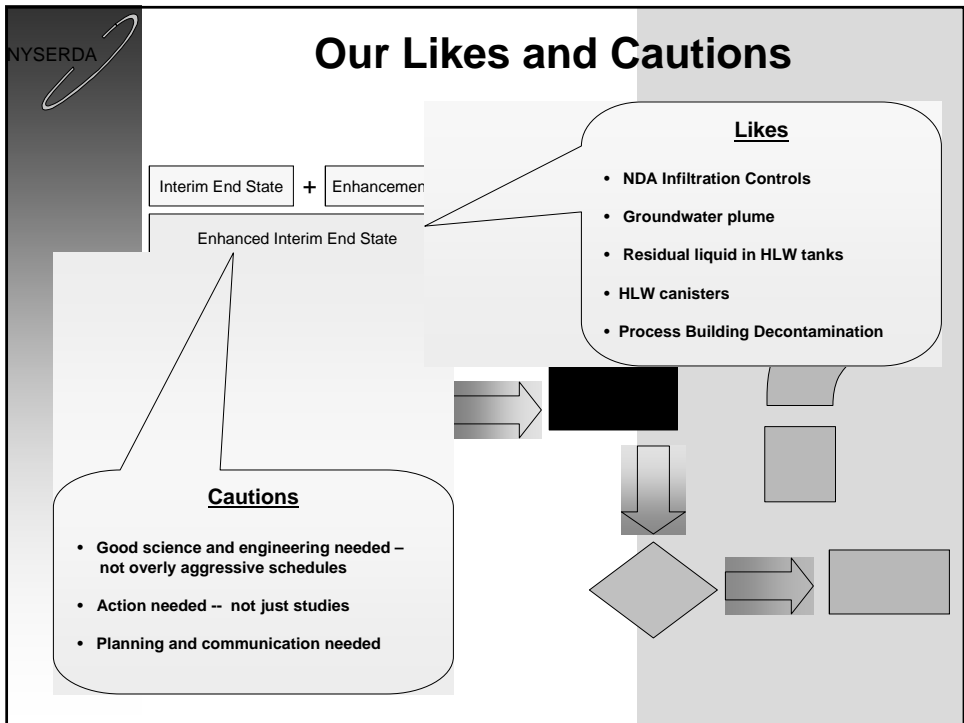 NYSERDA
Our Likes and Cautions
Likes
• NDA Infiltration Controls
• Groundwater plume
• Residual liquid in HLW tanks
• HLW canisters
• Process Building Decontamination
Interim End State + Enhancemen
Enhanced Interim End State
Cautions
• Good science and engineering needed –
not overly aggressive schedules
• Action needed -- not just studies
• Planning and communication needed